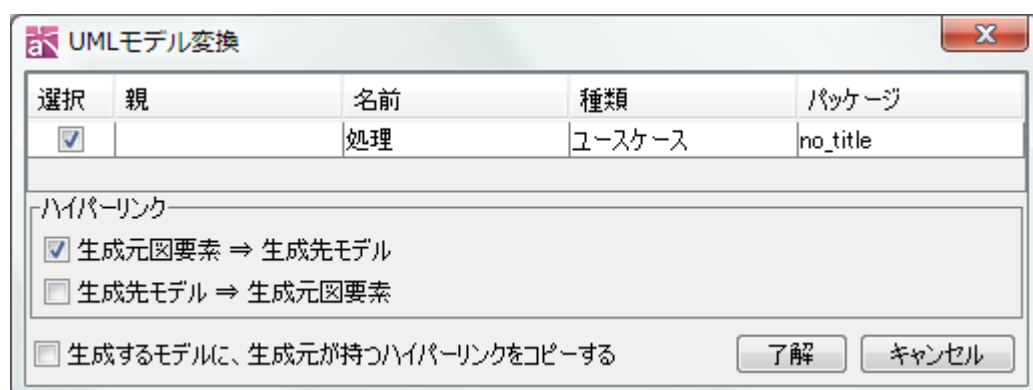 UMLモデル変換
選択 親 名前 種類 パッケージ
処理 ユースケース no_title
ハイパーリンク
生成元図要素 ⇒ 生成先モデル
生成先モデル ⇒ 生成元図要素
生成するモデルに、生成元が持つハイパーリンクをコピーする 了解 キャンセル